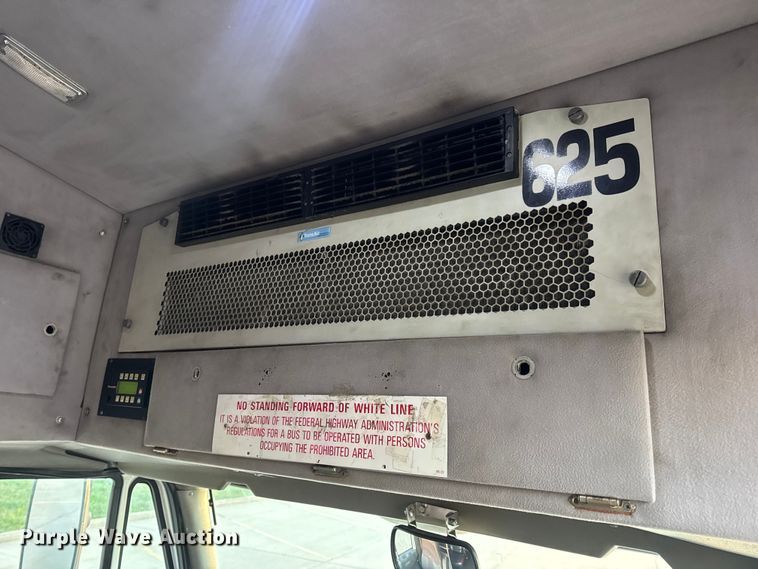 625
NO STANDING FORWARD OF WHITE LINE
IT IS A VIOLATION OF THE FEDERAL HIGHWAY ADMINISTRATION'S
REGULATIONS FOR A BUS TO BE OPERATED WITH PERSONS
OCCUPYING THE PROHIBITED AREA.
Purple Wave Auction